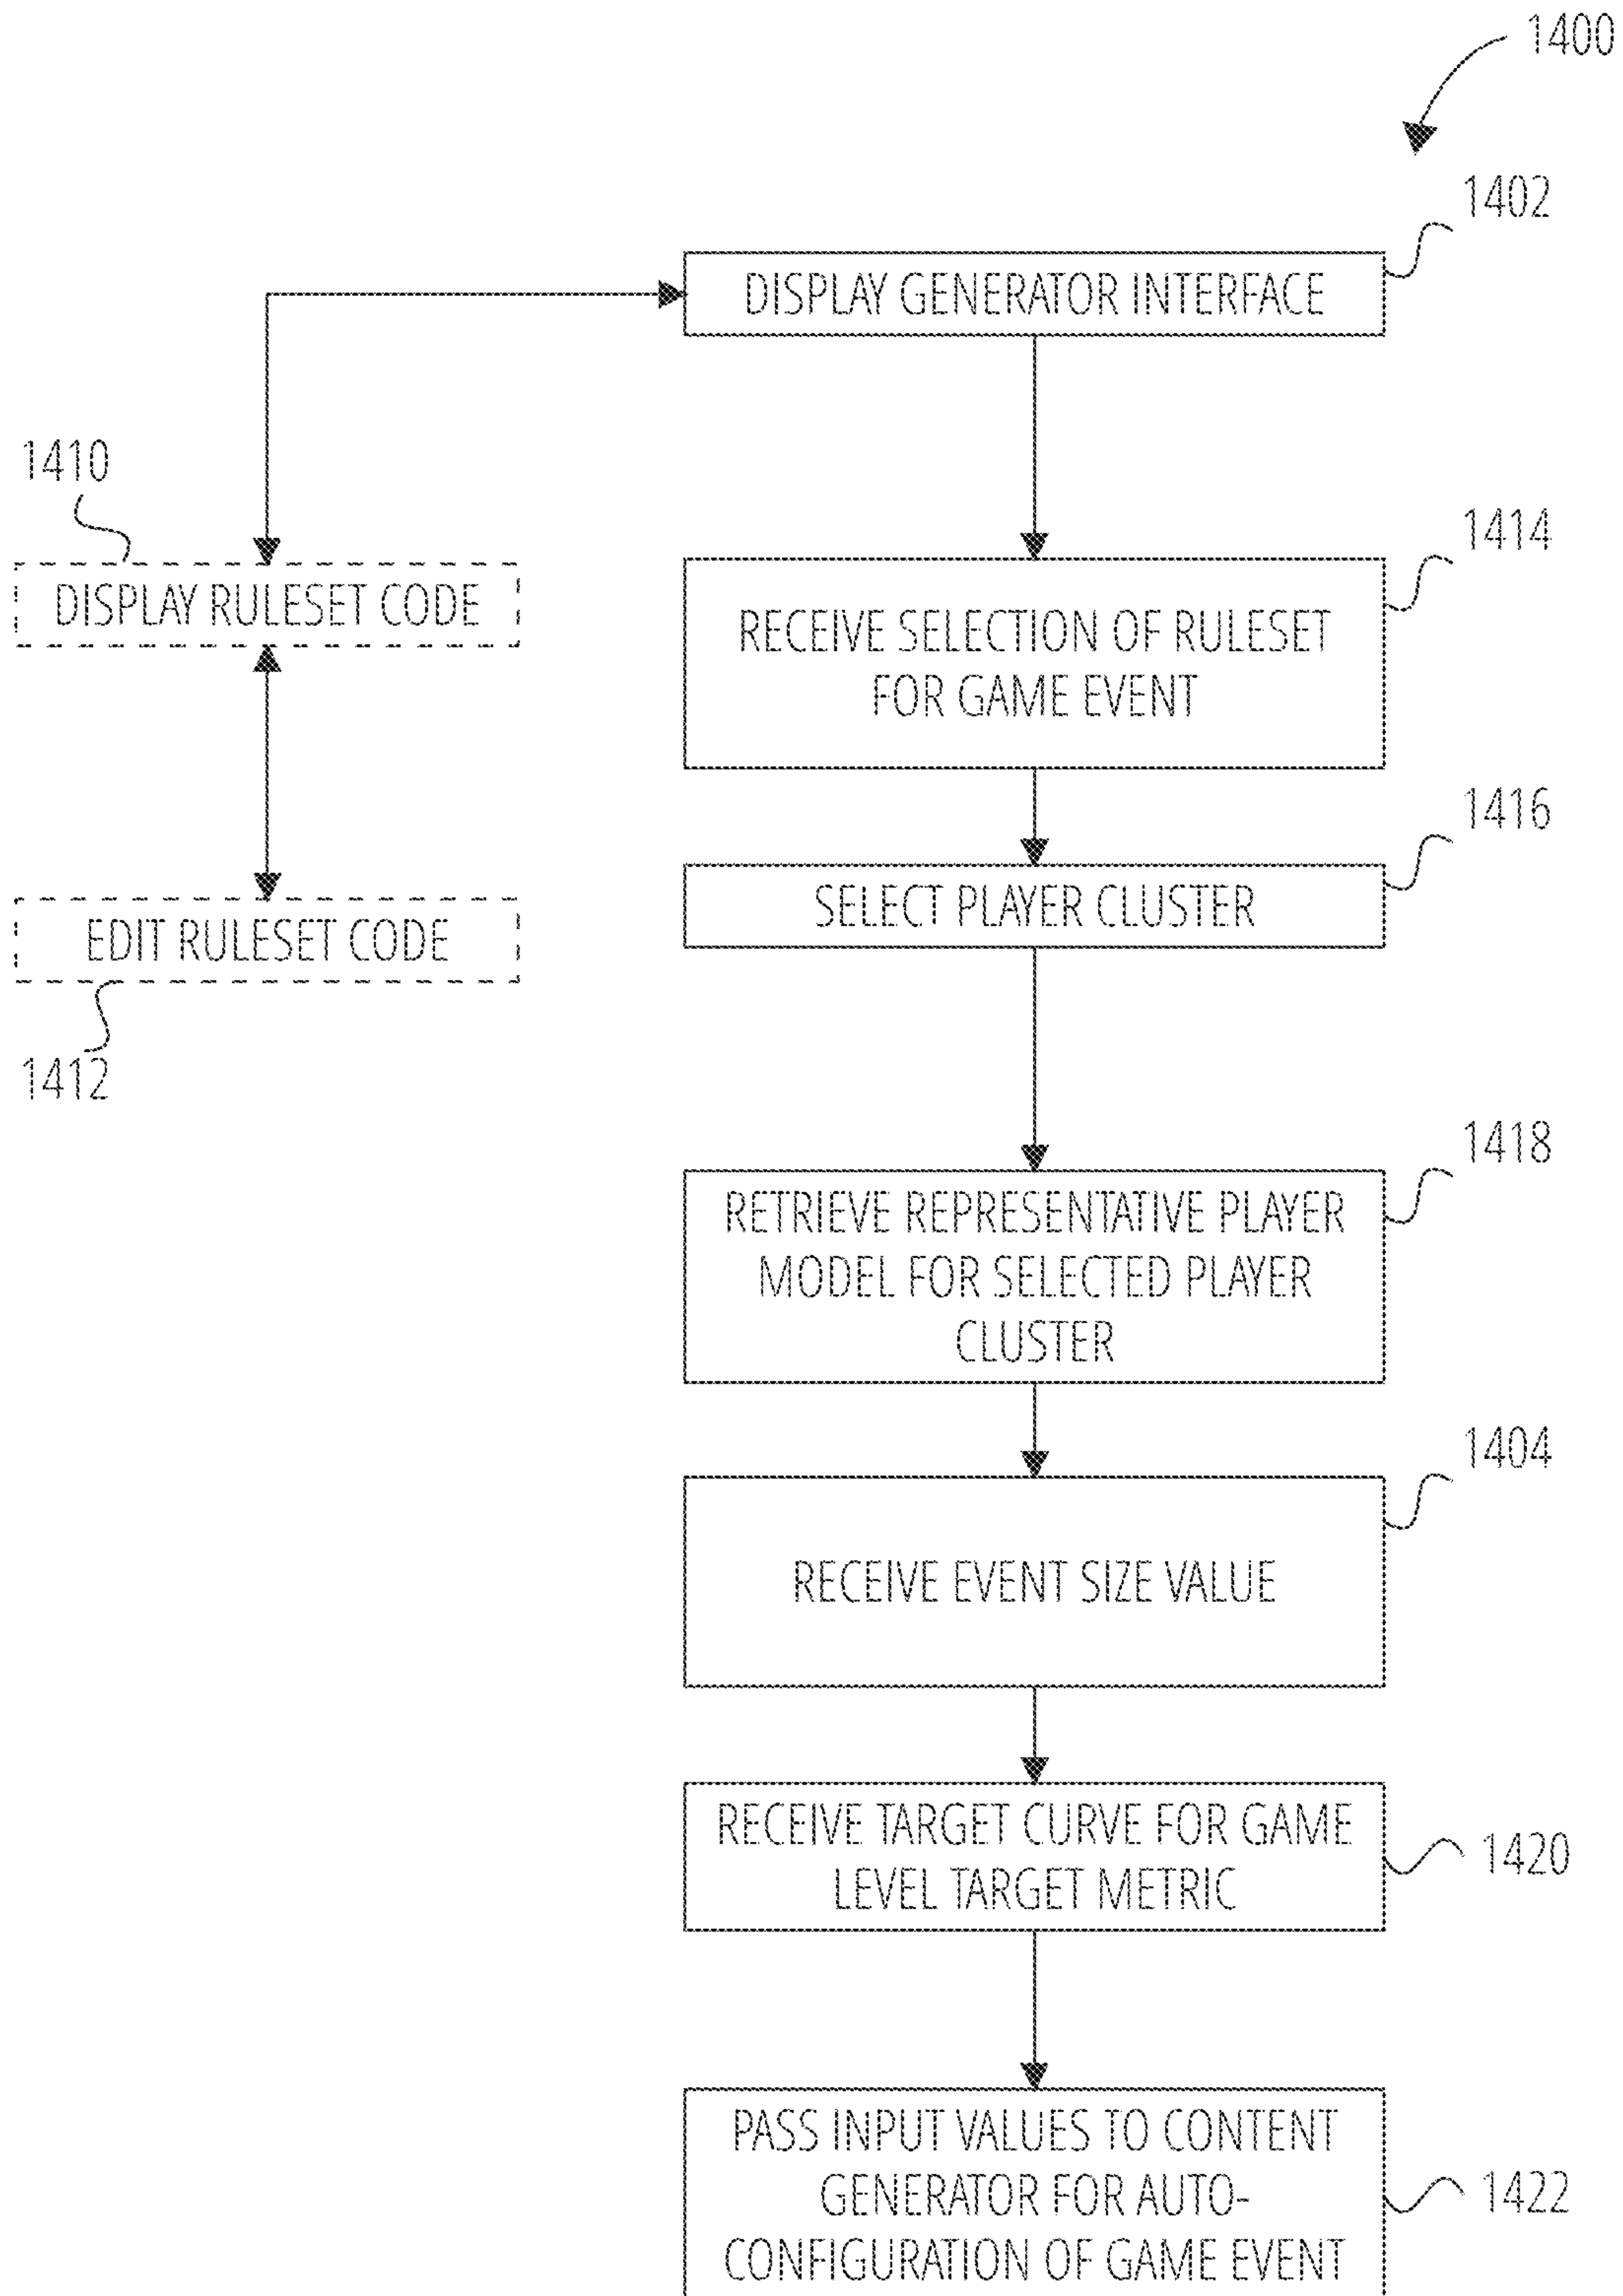 1400
1402
DISPLAY GENERATOR INTERFACE
1410
DISPLAY RULESET CODE
1414
RECEIVE SELECTION OF RULESET
FOR GAME EVENT
1416
SELECT PLAYER CLUSTER
EDIT RULESET CODE
1412
1418
RETRIEVE REPRESENTATIVE PLAYER
MODEL FOR SELECTED PLAYER
CLUSTER
1404
RECEIVE EVENT SIZE VALUE
RECEIVE TARGET CURVE FOR GAME
LEVEL TARGET METRIC
1420
PASS INPUT VALUES TO CONTENT
GENERATOR FOR AUTO-
CONFIGURATION OF GAME EVENT
1422